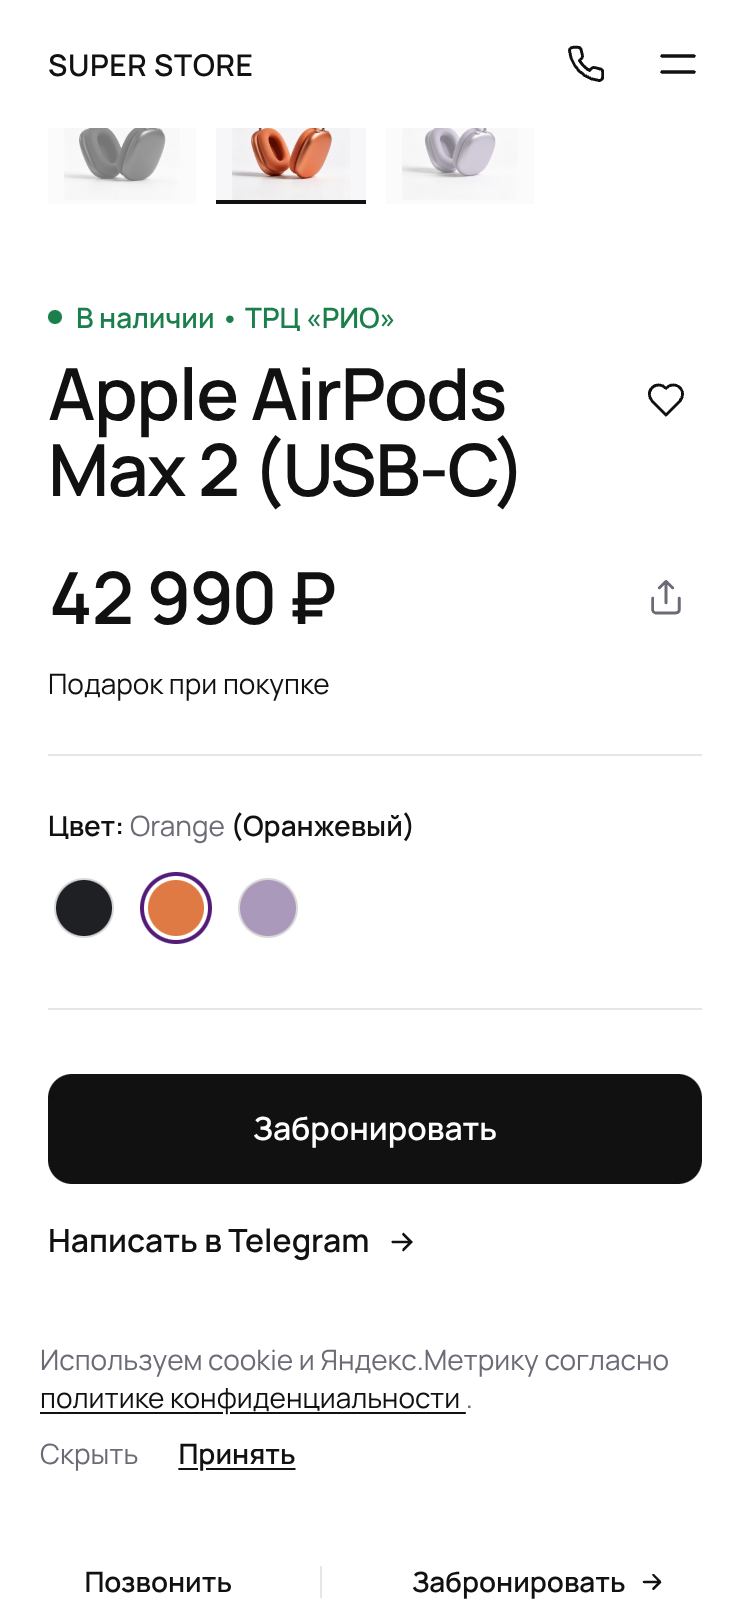 SUPER STORE
В наличии • ТРЦ «РИО»
Apple AirPods
Max 2 (USB-C)
42 990 ₽
Подарок при покупке
Цвет: Orange (Оранжевый)
Забронировать
Написать в Telegram →
Используем cookie и Яндекс.Метрику согласно
политике конфиденциальности .
Скрыть Принять
Позвонить Забронировать →